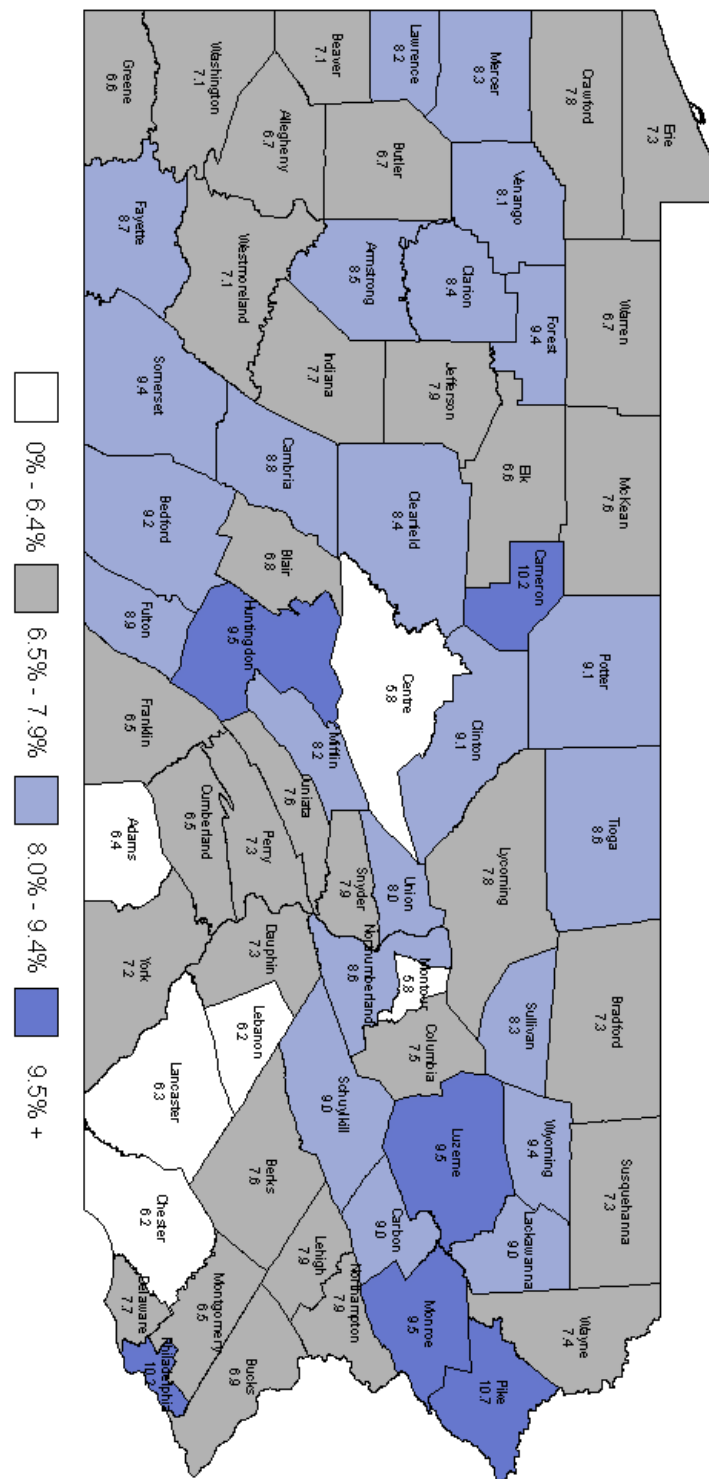 Erie
7.3
Crawford
7.8
Mercer
8.3
Lawrence
8.2
Beaver
7.1
Washington
7.1
Greene
6.6
Allegheny
6.7
Butler
6.7
Venango
8.1
Warren
6.7
Forest
9.4
Clarion
8.4
Armstrong
8.5
Westmoreland
7.1
Fayette
8.7
Somerset
9.4
Indiana
7.7
Jefferson
7.9
Elk
6.6
McKean
7.6
Cameron
10.2
Clearfield
8.4
Cambria
8.8
Blair
6.8
Bedford
9.2
Fulton
8.9
Huntingdon
9.5
Centre
5.8
Clinton
9.1
Potter
9.1
Tioga
8.6
Lycoming
7.8
Union
8.0
Snyder
7.9
Mifflin
8.2
Juniata
7.6
Perry
7.3
Cumberland
6.5
Franklin
6.5
Adams
6.4
York
7.2
Dauphin
7.3
Lebanon
6.2
Lancaster
6.3
Northumberland
8.6
Montour
5.8
Columbia
7.5
Sullivan
8.3
Bradford
7.3
Susquehanna
7.3
Wyoming
9.4
Lackawanna
9.0
Luzerne
9.5
Schuylkill
9.0
Carbon
9.0
Berks
7.6
Chester
6.2
Lehigh
7.9
Northampton
7.9
Monroe
9.5
Pike
10.7
Wayne
7.4
Bucks
6.9
Montgomery
6.5
Delaware
7.7
Philadelphia
10.2
0% - 6.4%
6.5% - 7.9%
8.0% - 9.4%
9.5% +